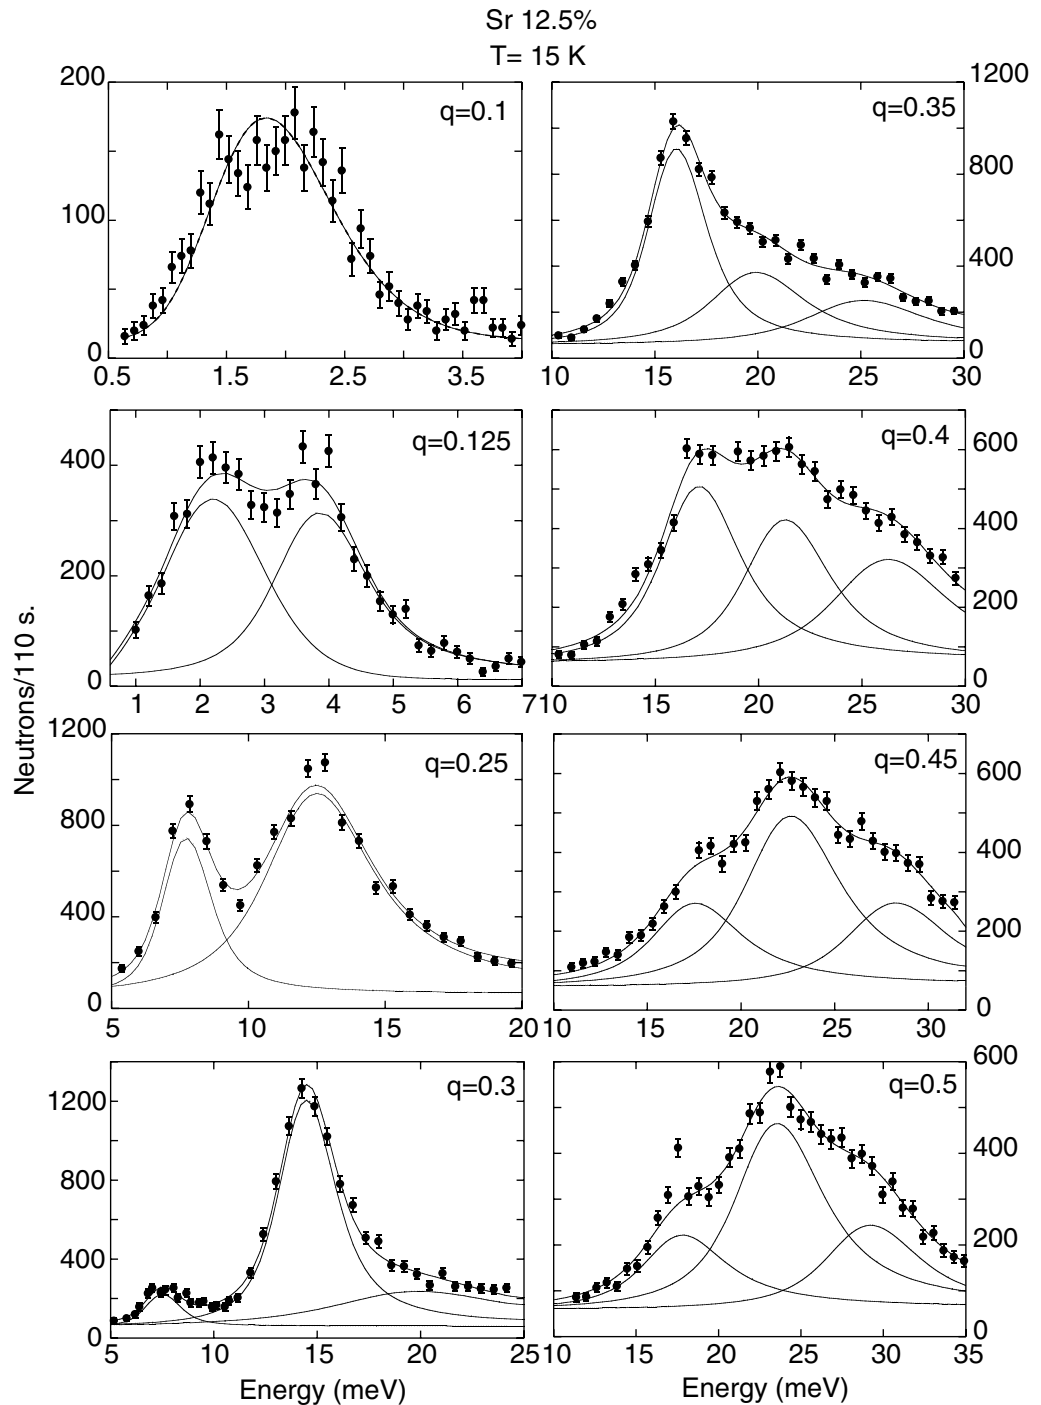 Sr 12.5%
T= 15 K
Neutrons/110 s.
200
100
0
q=0.1
0.5 1.5 2.5 3.5
1200
800
400
0
q=0.35
10 15 20 25 30
400
200
0
q=0.125
1 2 3 4 5 6 7
600
400
200
0
q=0.4
10 15 20 25 30
1200
800
400
0
q=0.25
5 10 15 20
600
400
200
0
q=0.45
10 15 20 25 30
1200
800
400
0
q=0.3
5 10 15 20 25
Energy (meV)
600
400
200
0
q=0.5
10 15 20 25 30 35
Energy (meV)